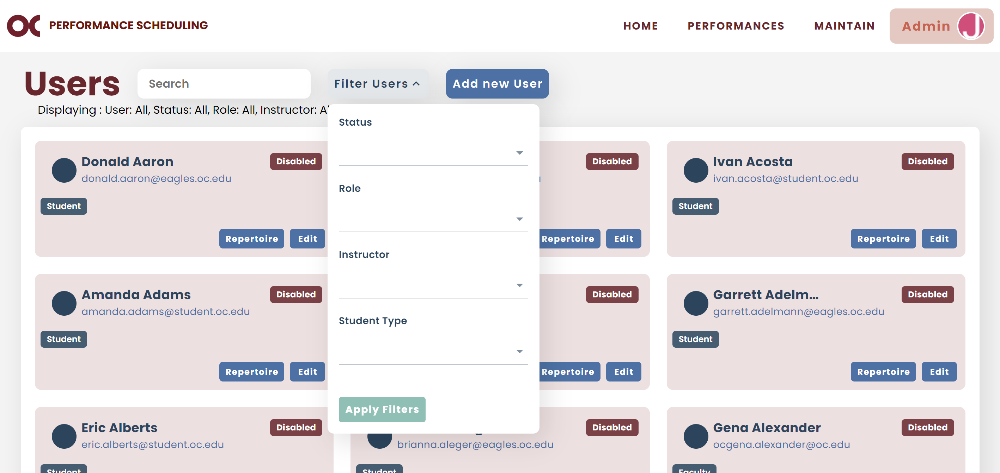 OC PERFORMANCE SCHEDULING
HOME PERFORMANCES MAINTAIN Admin J
Users Search Filter Users Add new User
Displaying : User: All, Status: All, Role: All, Instructor:
Status
Donald Aaron Disabled Disabled Ivan Acosta Disabled
donald.aaron@eagles.oc.edu ivan.acosta@student.oc.edu
Role
Student Student
Repertoire Edit Repertoire Edit Repertoire Edit
Instructor
Amanda Adams Disabled Disabled Garrett Adelm... Disabled
amanda.adams@student.oc.edu garrett.adelmann@eagles.oc.edu
Student Type
Student Student
Repertoire Edit Repertoire Edit Repertoire Edit
Apply Filters
Eric Alberts Disabled Disabled Gena Alexander Disabled
eric.alberts@student.oc.edu brianna.aleger@eagles.oc.edu ocgena.alexander@oc.edu
Student Student Faculty